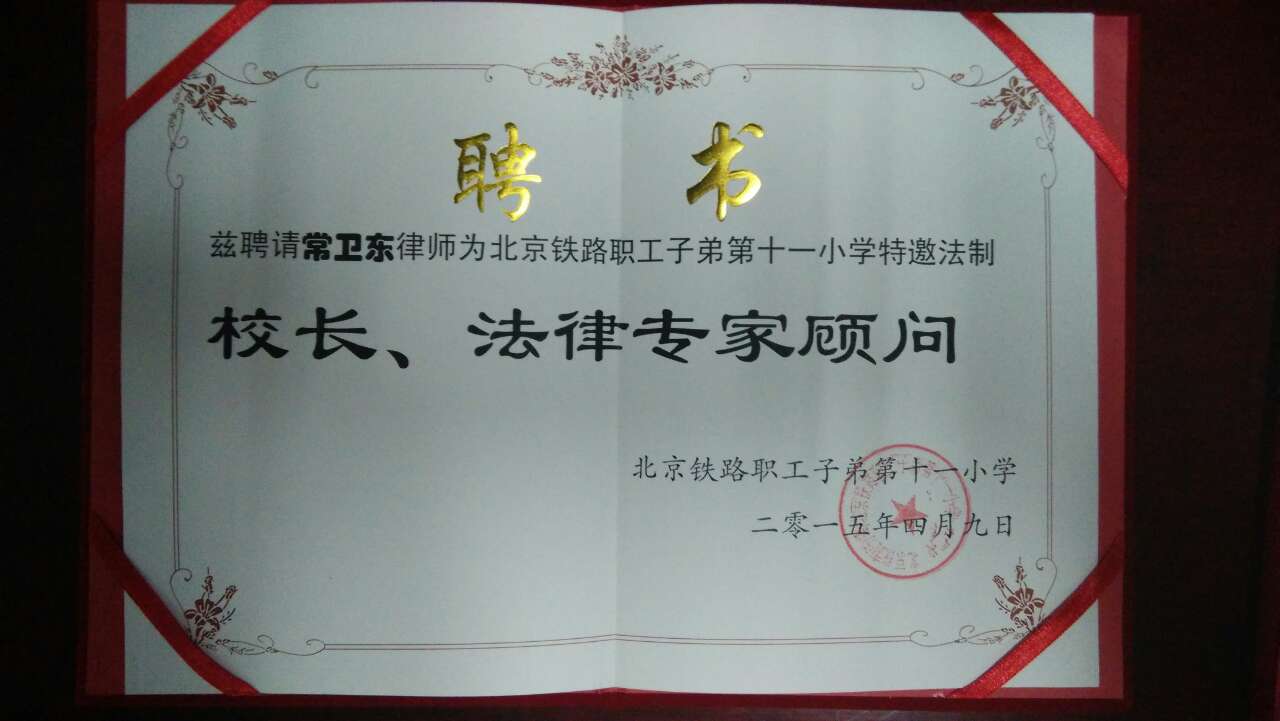 聘书
兹聘请常卫东律师为北京铁路职工子弟第十一小学特邀法制
校长、法律专家顾问
北京铁路职工子弟第十一小学
二零一五年四月九日